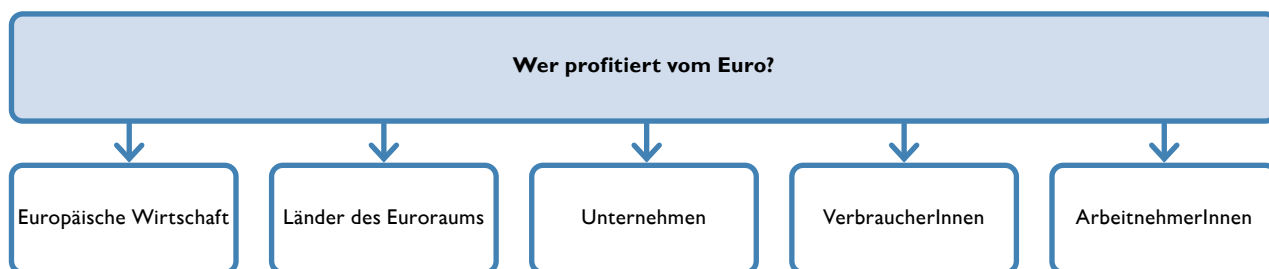 Wer profitiert vom Euro?
Europäische Wirtschaft
Länder des Euroraums
Unternehmen
VerbraucherInnen
ArbeitnehmerInnen